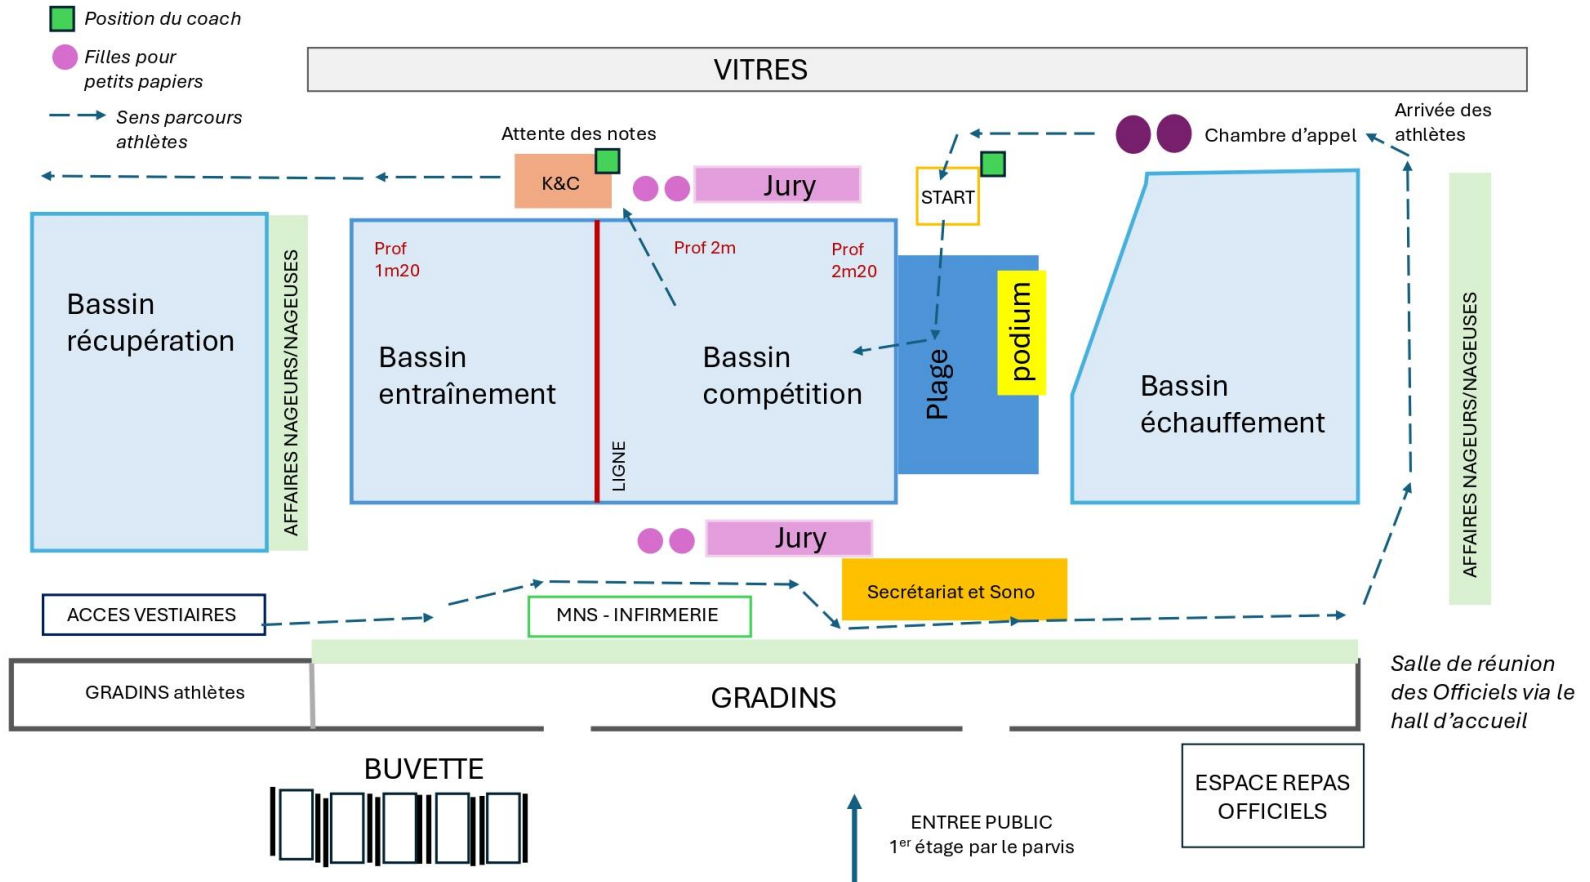 Position du coach
Filles pour
petits papiers
Sens parcours
athlètes
VITRES
Attente des notes
Chambre d'appel
Arrivée des
athlètes
K&C
Jury
START
Prof
1m20
Prof 2m
Prof
2m20
Bassin
récupération
AFFAIRES NAGEURS/NAGEUSES
Bassin
entraînement
LIGNE
Bassin
compétition
Plage
podium
Bassin
échauffement
AFFAIRES NAGEURS/NAGEUSES
Jury
Secrétariat et Sono
ACCES VESTIAIRES
MNS - INFIRMERIE
GRADINS athlètes
GRADINS
Salle de réunion
des Officiels via le
hall d'accueil
BUVETTE
ENTREE PUBLIC
1er étage par le parvis
ESPACE REPAS
OFFICIELS